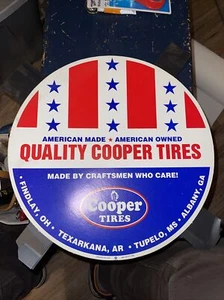 AMERICAN MADE ★ AMERICAN OWNED
QUALITY COOPER TIRES
MADE BY CRAFTSMEN WHO CARE!
Cooper
TIRES
• FINDLAY, OH • TEXARKANA, AR • TUPELO, MS • ALBANY, GA